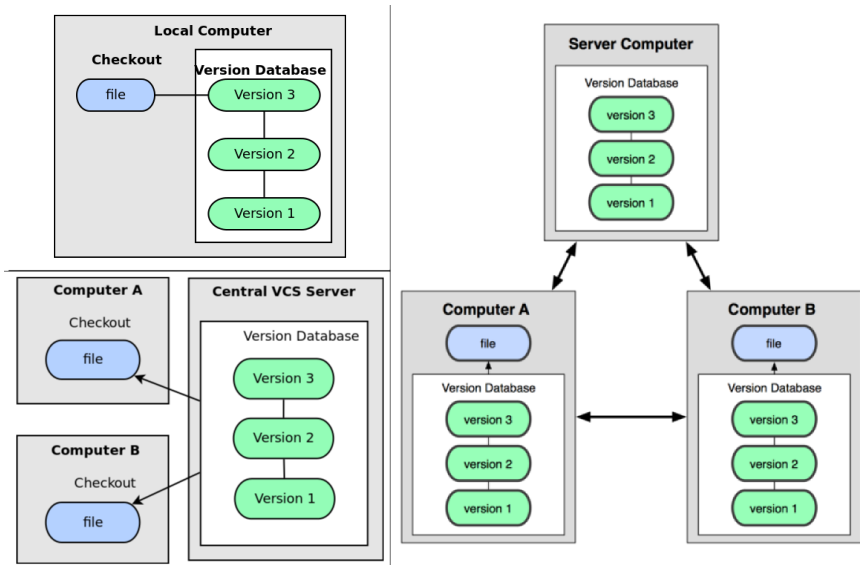 Local Computer
Checkout
Version Database
file
Version 3
Version 2
Version 1
Computer A
Checkout
file
Computer B
Checkout
file
Central VCS Server
Version Database
Version 3
Version 2
Version 1
Server Computer
Version Database
version 3
version 2
version 1
Computer A
file
Version Database
version 3
version 2
version 1
Computer B
file
Version Database
version 3
version 2
version 1